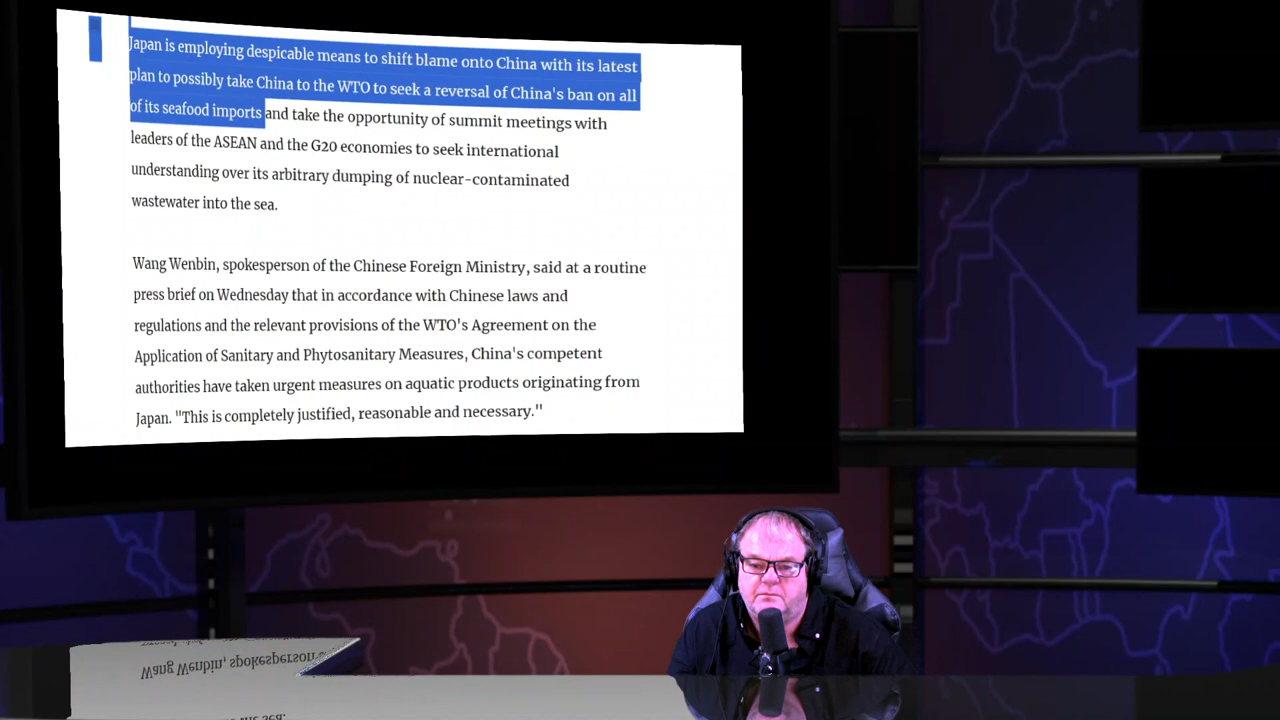 Japan is employing despicable means to shift blame onto China with its latest
plan to possibly take China to the WTO to seek a reversal of China's ban on all
of its seafood imports and take the opportunity of summit meetings with
leaders of the ASEAN and the G20 economies to seek international
understanding over its arbitrary dumping of nuclear-contaminated
wastewater into the sea.
Wang Wenbin, spokesperson of the Chinese Foreign Ministry, said at a routine
press brief on Wednesday that in accordance with Chinese laws and
regulations and the relevant provisions of the WTO's Agreement on the
Application of Sanitary and Phytosanitary Measures, China's competent
authorities have taken urgent measures on aquatic products originating from
Japan. "This is completely justified, reasonable and necessary."
Wang Wenbin, spokesperson
the sea.